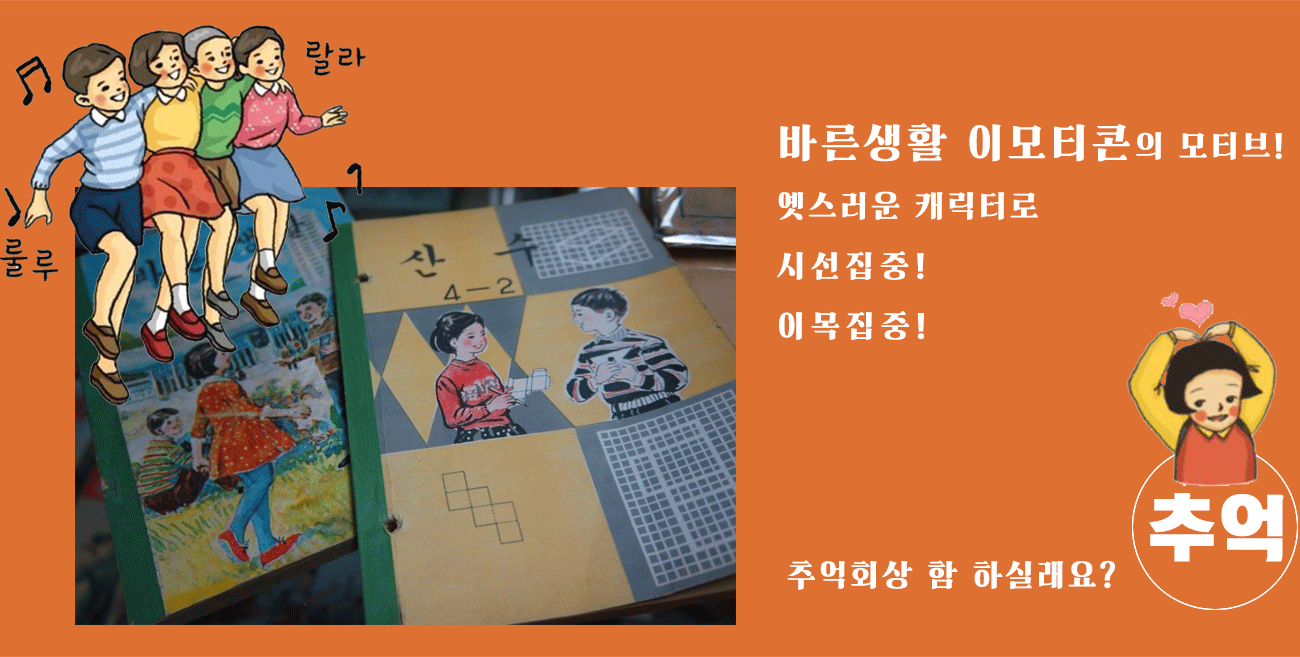 랄라
룰루
산 수
4-2
바른생활 이모티콘의 모티브!
옛스러운 캐릭터로
시선집중!
이목집중!
추억
추억회상 함 하실래요?